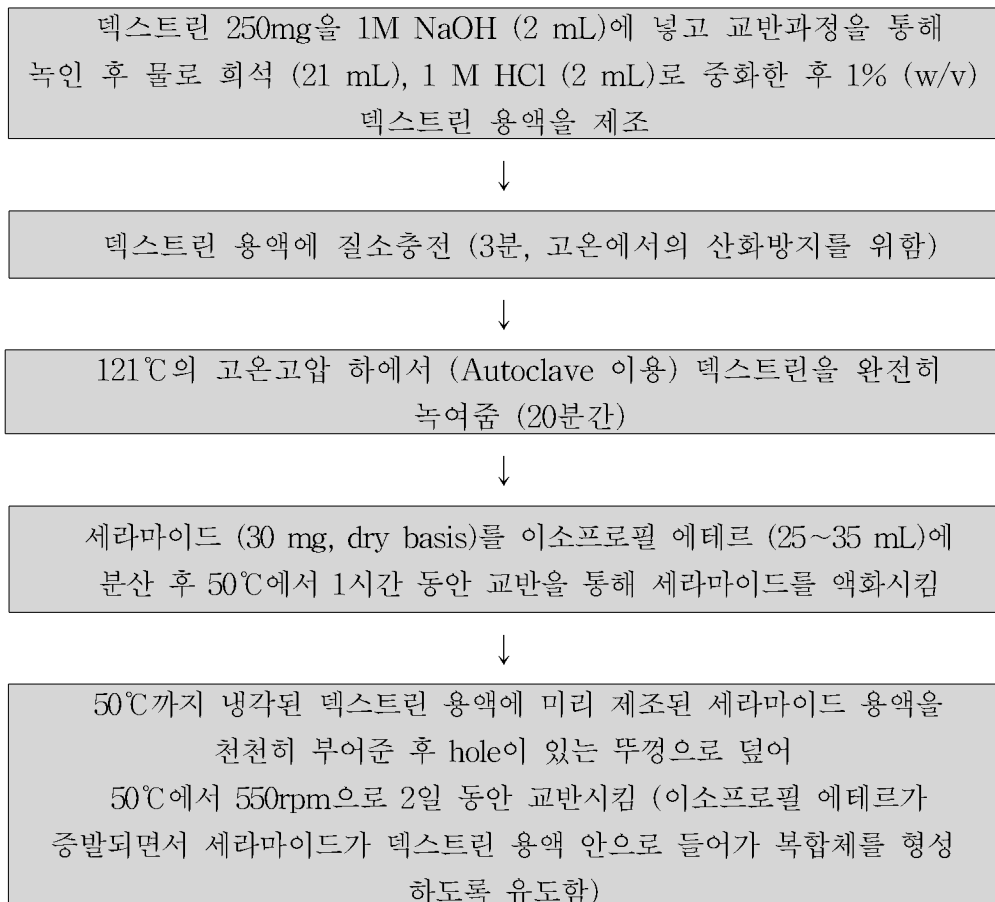 덱스트린 250mg을 1M NaOH (2 mL)에 넣고 교반과정을 통해
녹인 후 물로 희석 (21 mL), 1 M HCl (2 mL)로 중화한 후 1% (w/v)
덱스트린 용액을 제조
↓
덱스트린 용액에 질소충전 (3분, 고온에서의 산화방지를 위함)
↓
121℃의 고온고압 하에서 (Autoclave 이용) 덱스트린을 완전히
녹여줌 (20분간)
↓
세라마이드 (30 mg, dry basis)를 이소프로필 에테르 (25~35 mL)에
분산 후 50℃에서 1시간 동안 교반을 통해 세라마이드를 액화시킴
↓
50℃까지 냉각된 덱스트린 용액에 미리 제조된 세라마이드 용액을
천천히 부어준 후 hole이 있는 뚜껑으로 덮어
50℃에서 550rpm으로 2일 동안 교반시킴 (이소프로필 에테르가
증발되면서 세라마이드가 덱스트린 용액 안으로 들어가 복합체를 형성
하도록 유도함)